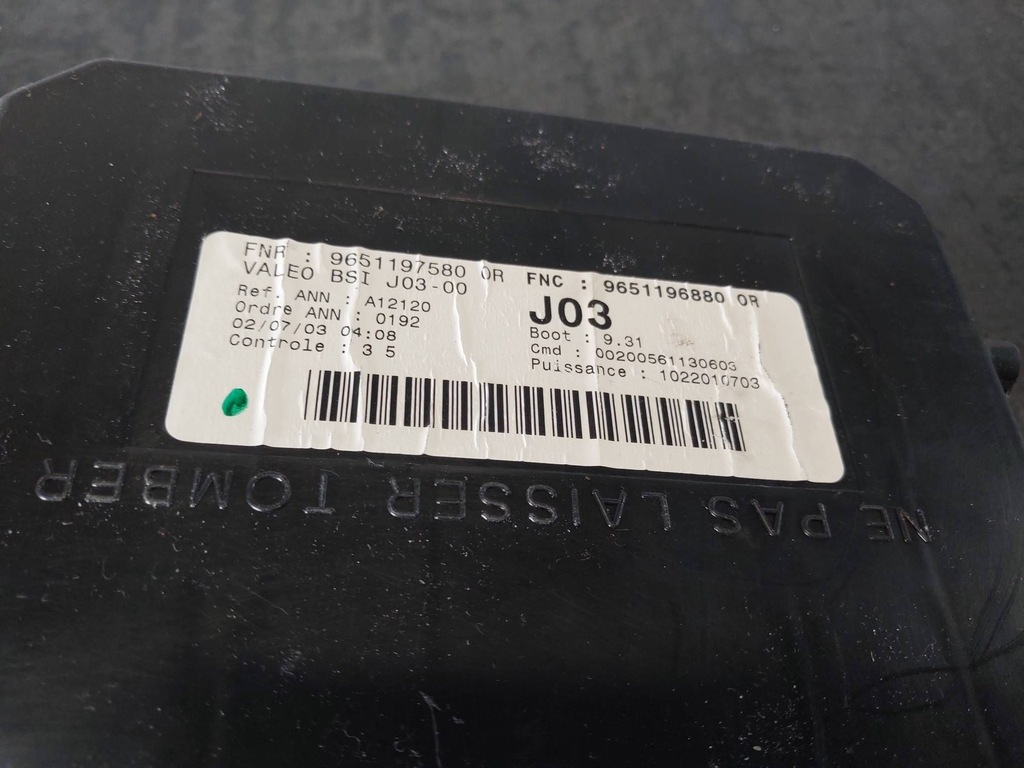 FNR : 9651197580 0R FNC : 9651196880 0R
VALEO BSI J03-00
J03
Ref. ANN : A12120
Ordre ANN : 0192
02/07/03 04:08
Controle : 3 5
Boot : 9.31
Cmd : 00200561130603
Puissance : 1022010703
NE PAS LAISSER TOMBER